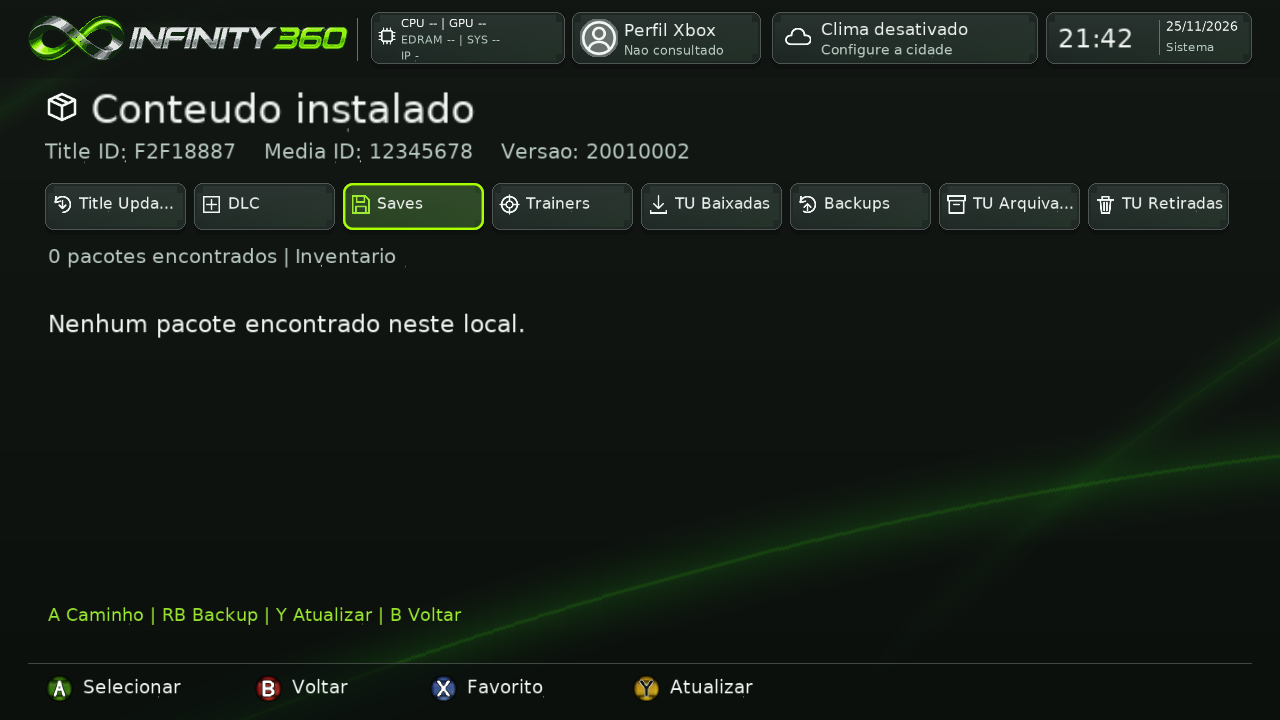 INFINITY 360
CPU -- | GPU --
EDRAM -- | SYS --
IP -
Perfil Xbox
Nao consultado
Clima desativado
Configure a cidade
21:42
25/11/2026
Sistema
Conteudo instalado
Title ID: F2F18887 Media ID: 12345678 Versao: 20010002
Title Upda... DLC Saves Trainers TU Baixadas Backups TU Arquiva... TU Retiradas
0 pacotes encontrados | Inventario
Nenhum pacote encontrado neste local.
A Caminho | RB Backup | Y Atualizar | B Voltar
A Selecionar B Voltar X Favorito Y Atualizar